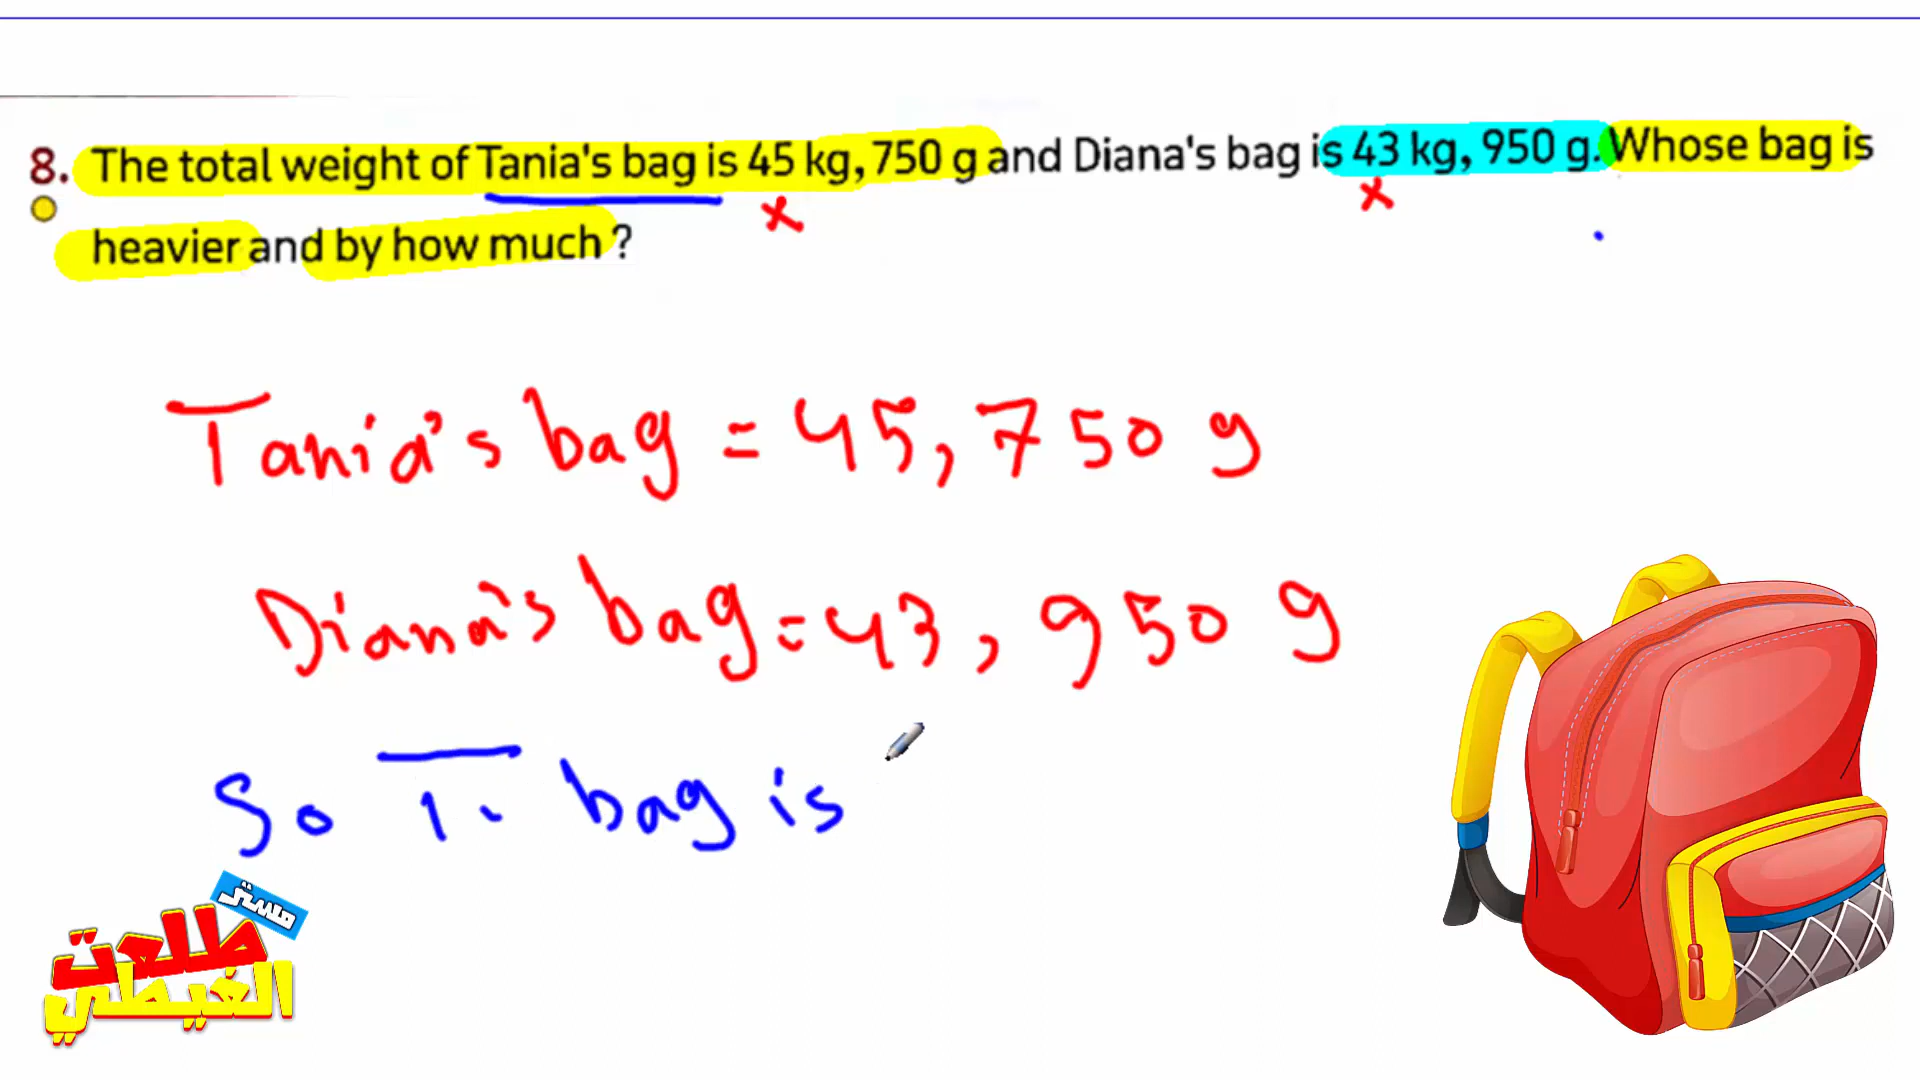 8. The total weight of Tania's bag is 45 kg, 750 g and Diana's bag is 43 kg, 950 g. Whose bag is
heavier and by how much ?
x x
Tania's bag = 45,750 g
Diana's bag = 43,950 g
So T. bag is
مستر
طلعت
الغيطي